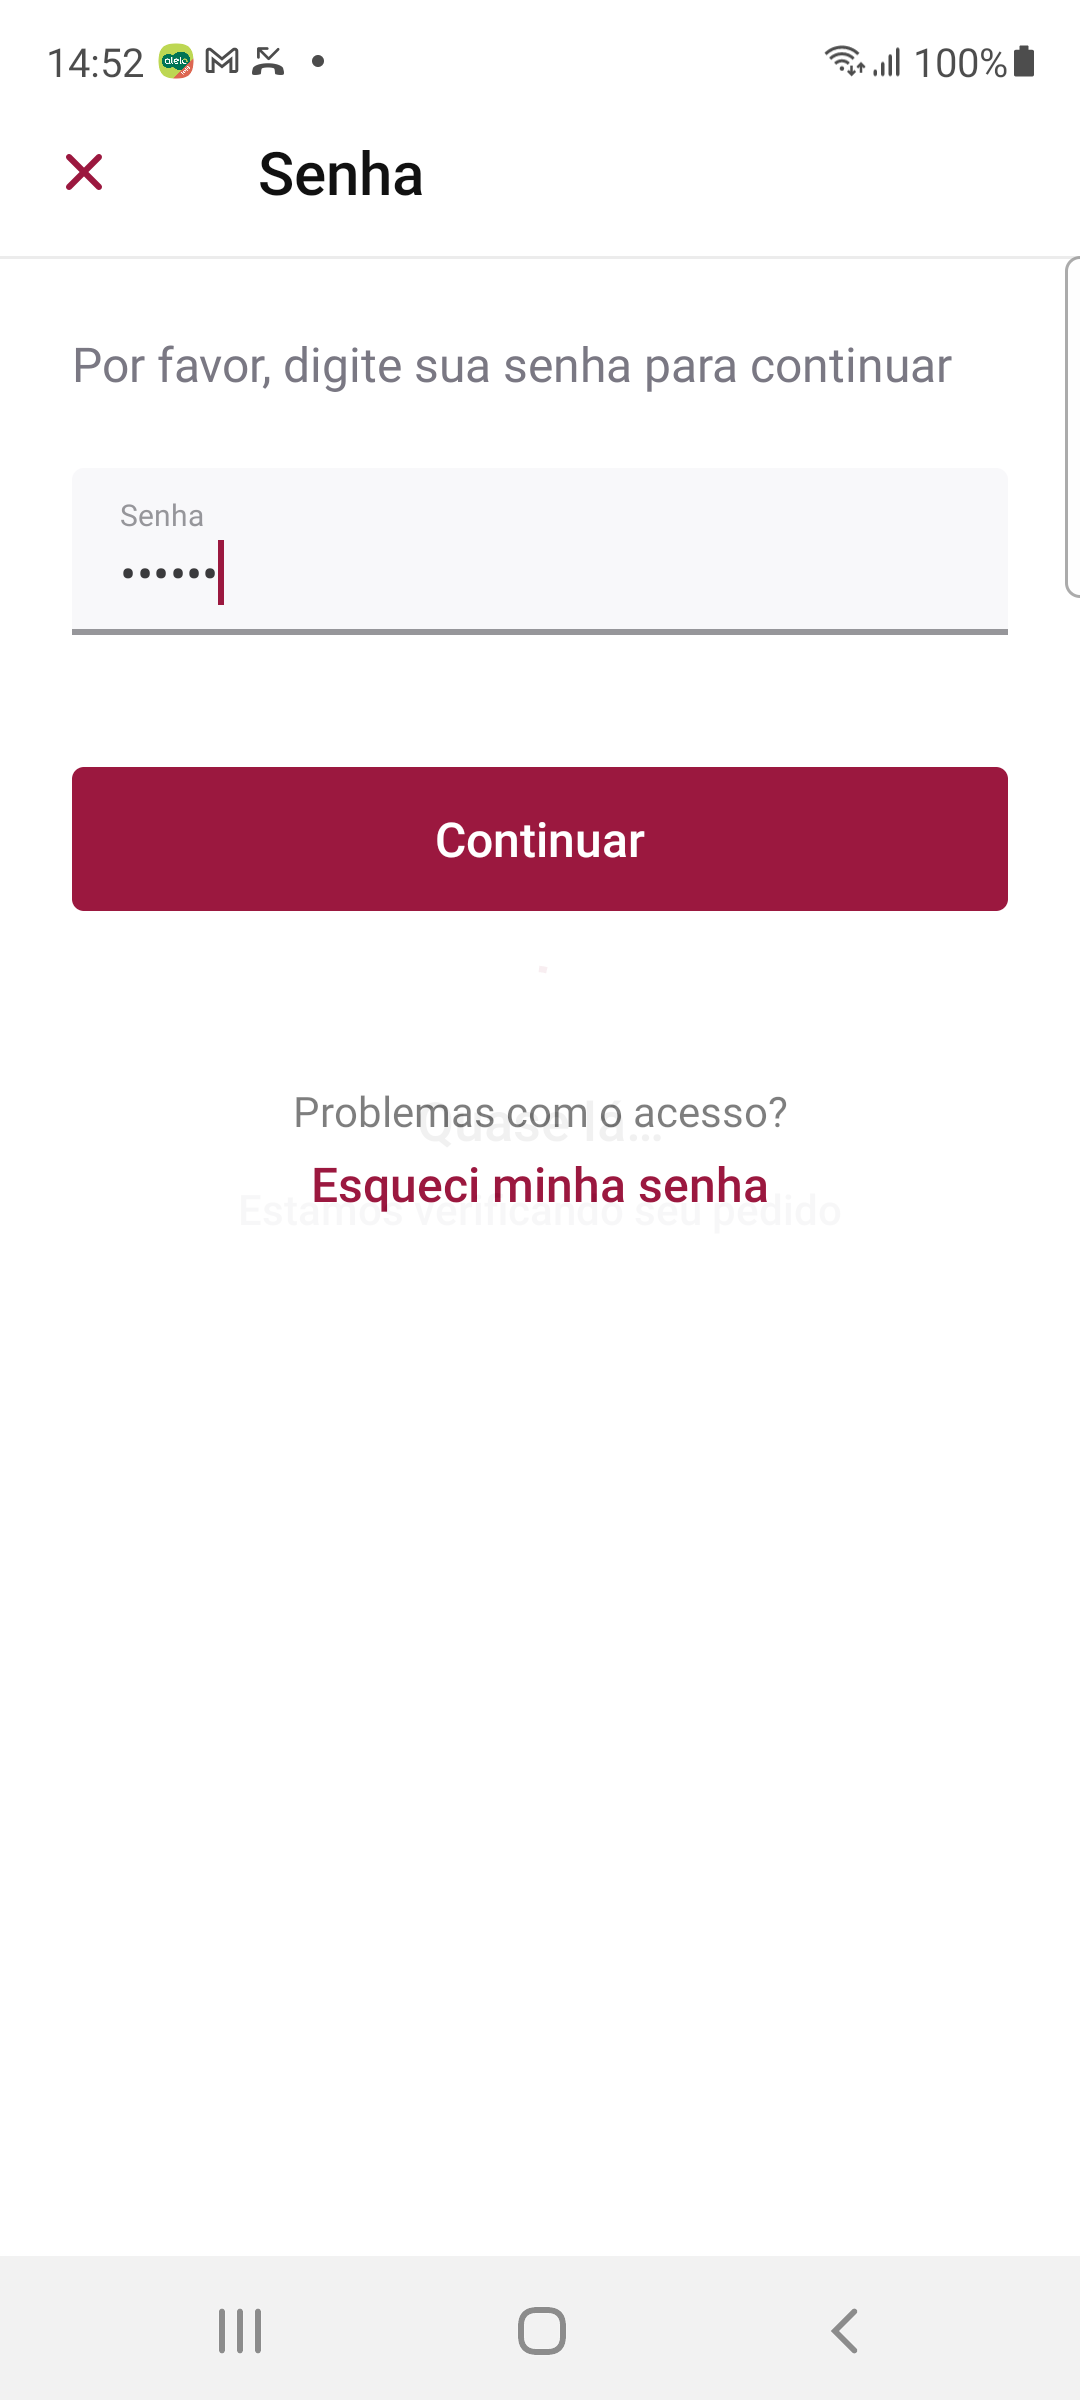 14:52
alelo
100%
Senha
Por favor, digite sua senha para continuar
Senha
••••••
Continuar
Problemas com o acesso?
Quase lá...
Esqueci minha senha
Estamos verificando seu pedido